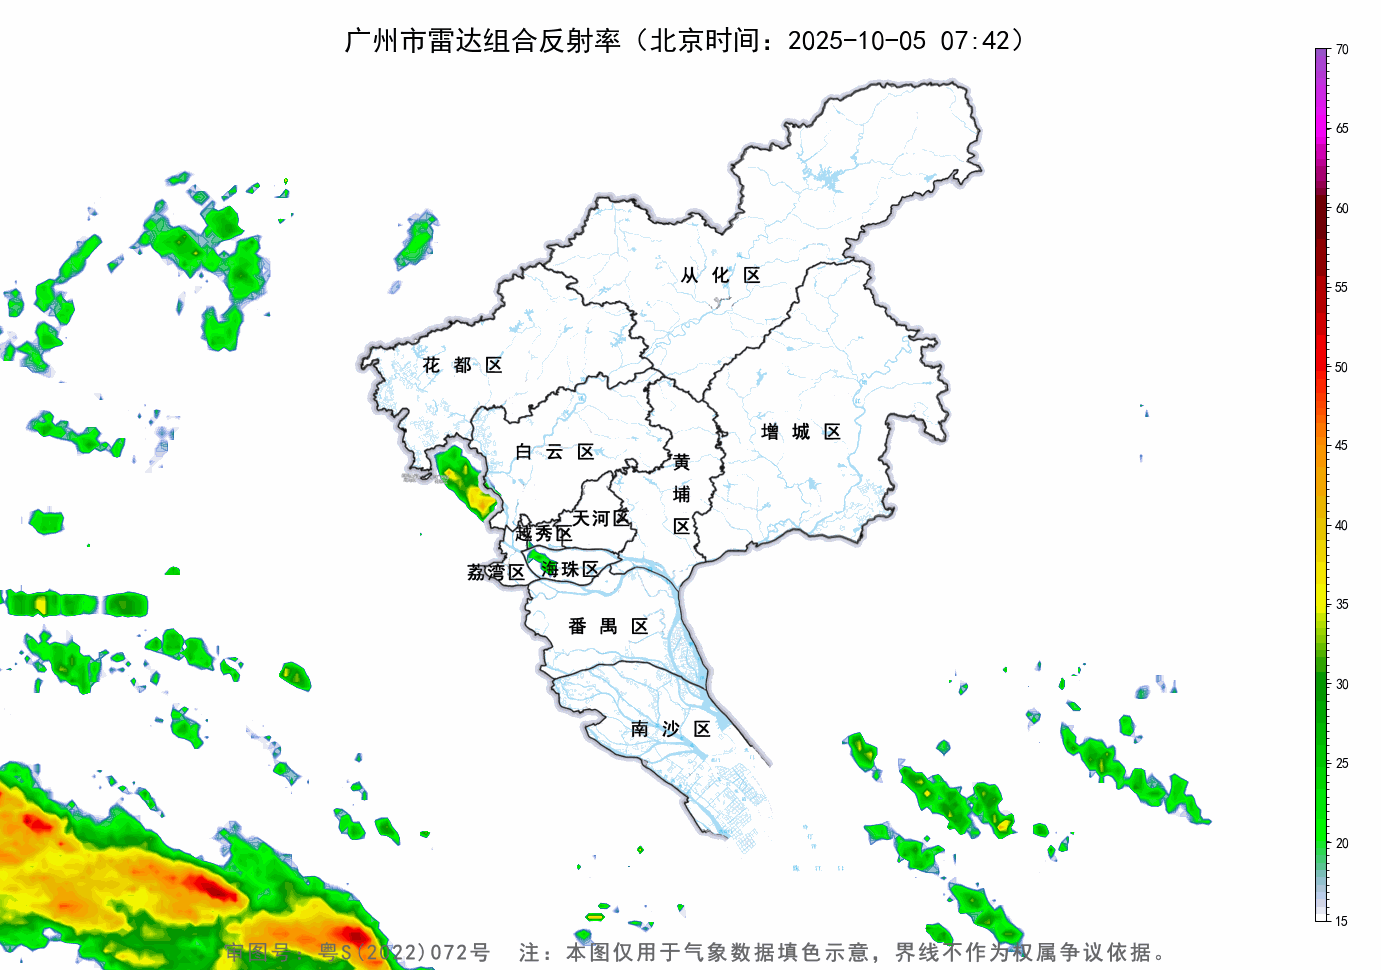 广州市雷达组合反射率（北京时间：2025-10-05 07:42）
70
65
60
55
50
45
40
35
30
25
20
15
从化区
花都区
增城区
白云区
黄埔区
天河区
越秀区
海珠区
荔湾区
番禺区
南沙区
审图号：粤S(2022)072号 注：本图仅用于气象数据填色示意，界线不作为权属争议依据。